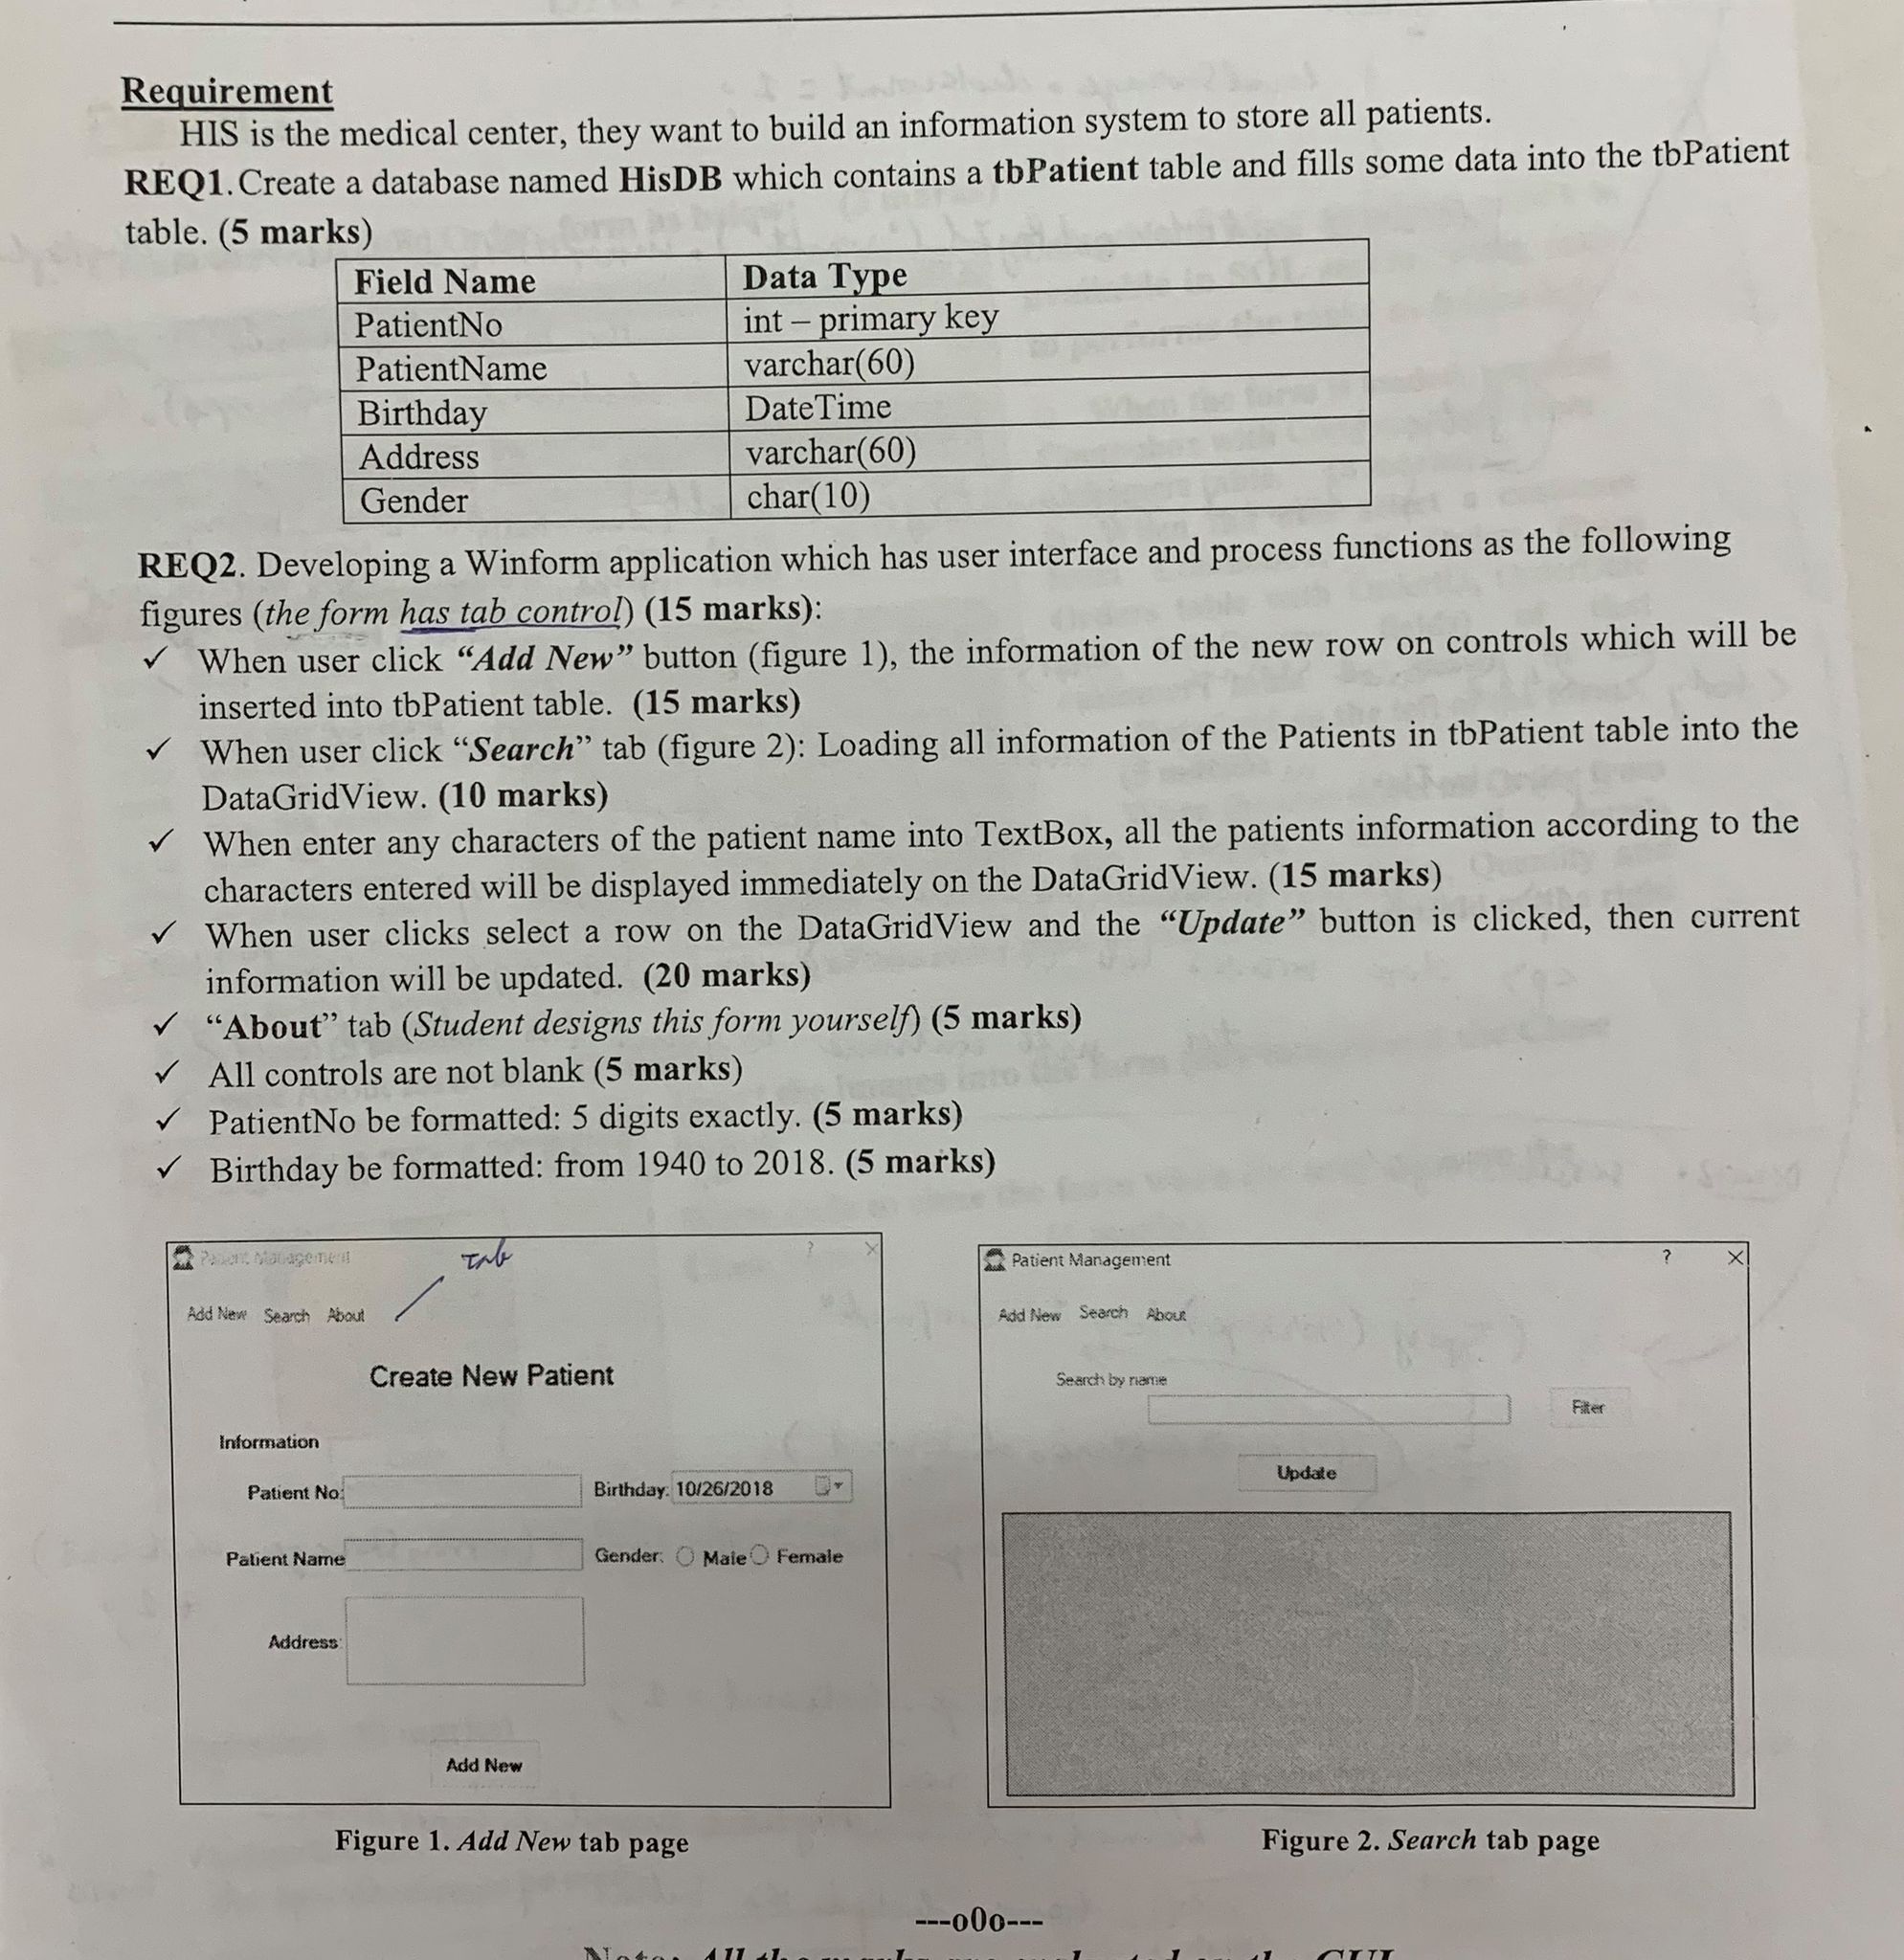 Requirement
HIS is the medical center, they want to build an information system to store all patients.
REQ1. Create a database named HisDB which contains a tbPatient table and fills some data into the tbPatient
table. (5 marks)
Field Name Data Type
PatientNo int – primary key
PatientName varchar(60)
Birthday DateTime
Address varchar(60)
Gender char(10)
REQ2. Developing a Winform application which has user interface and process functions as the following
figures (the form has tab control) (15 marks):
✓ When user click “Add New” button (figure 1), the information of the new row on controls which will be
inserted into tbPatient table. (15 marks)
✓ When user click “Search” tab (figure 2): Loading all information of the Patients in tbPatient table into the
DataGridView. (10 marks)
✓ When enter any characters of the patient name into TextBox, all the patients information according to the
characters entered will be displayed immediately on the DataGridView. (15 marks)
✓ When user clicks select a row on the DataGridView and the “Update” button is clicked, then current
information will be updated. (20 marks)
✓ “About” tab (Student designs this form yourself) (5 marks)
✓ All controls are not blank (5 marks)
✓ PatientNo be formatted: 5 digits exactly. (5 marks)
✓ Birthday be formatted: from 1940 to 2018. (5 marks)
Patient Management ? ×
Tab
Add New Search About
Create New Patient
Information
Patient No: Birthday: 10/26/2018
Patient Name Gender: Male Female
Address:
Add New
Figure 1. Add New tab page
Patient Management ? ×
Add New Search About
Search by name
Filter
Update
Figure 2. Search tab page
---o0o---